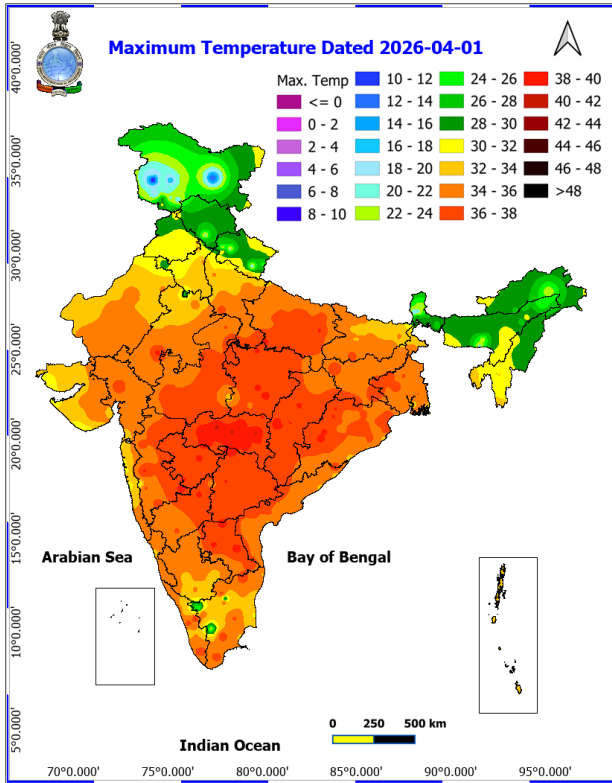 Maximum Temperature Dated 2026-04-01
Max. Temp
<= 0
0 - 2
2 - 4
4 - 6
6 - 8
8 - 10
10 - 12
12 - 14
14 - 16
16 - 18
18 - 20
20 - 22
22 - 24
24 - 26
26 - 28
28 - 30
30 - 32
32 - 34
34 - 36
36 - 38
38 - 40
40 - 42
42 - 44
44 - 46
46 - 48
>48
40°0.000'
35°0.000'
30°0.000'
25°0.000'
20°0.000'
15°0.000'
10°0.000'
5°0.000'
Arabian Sea
Bay of Bengal
Indian Ocean
0 250 500 km
70°0.000' 75°0.000' 80°0.000' 85°0.000' 90°0.000' 95°0.000'